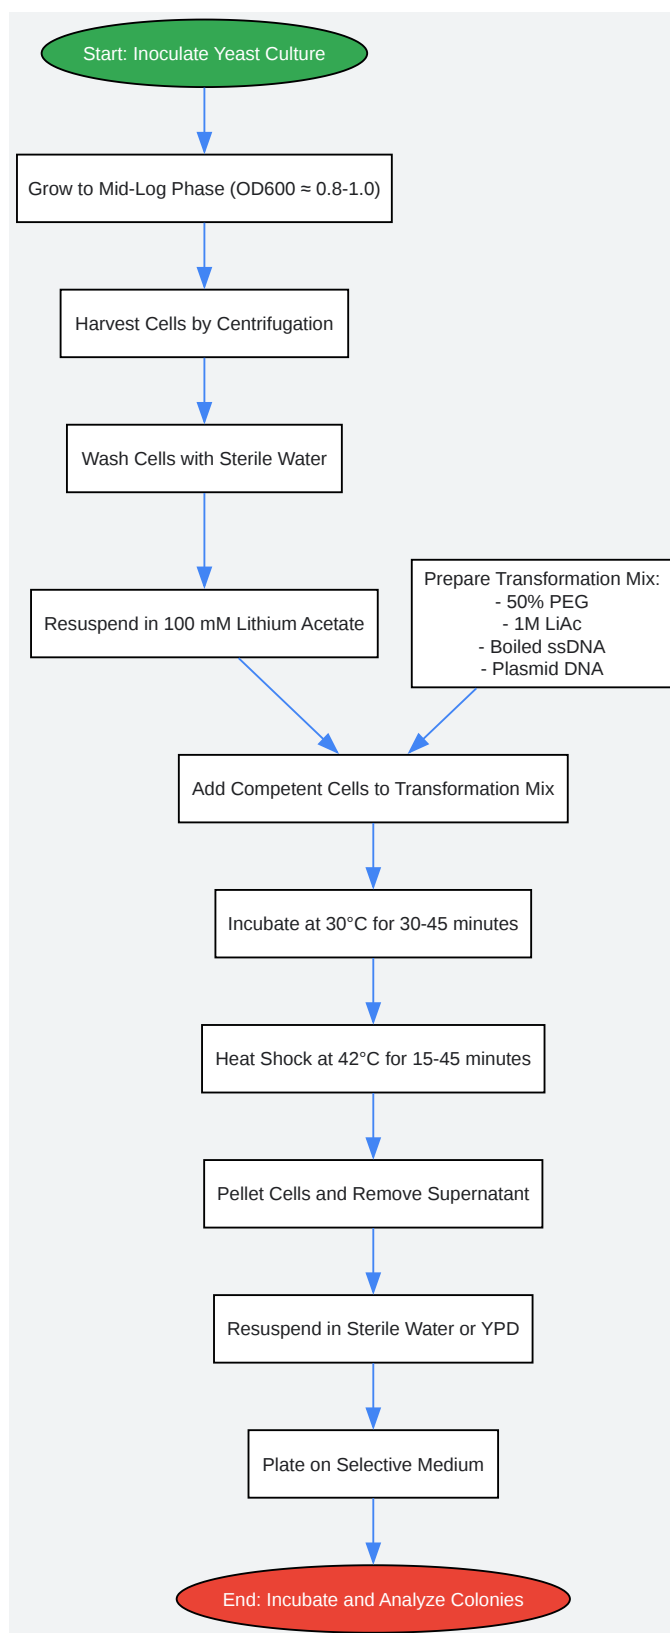 Start: Inoculate Yeast Culture
Grow to Mid-Log Phase (OD600 ≈ 0.8-1.0)
Harvest Cells by Centrifugation
Wash Cells with Sterile Water
Resuspend in 100 mM Lithium Acetate
Prepare Transformation Mix:
- 50% PEG
- 1M LiAc
- Boiled ssDNA
- Plasmid DNA
Add Competent Cells to Transformation Mix
Incubate at 30°C for 30-45 minutes
Heat Shock at 42°C for 15-45 minutes
Pellet Cells and Remove Supernatant
Resuspend in Sterile Water or YPD
Plate on Selective Medium
End: Incubate and Analyze Colonies